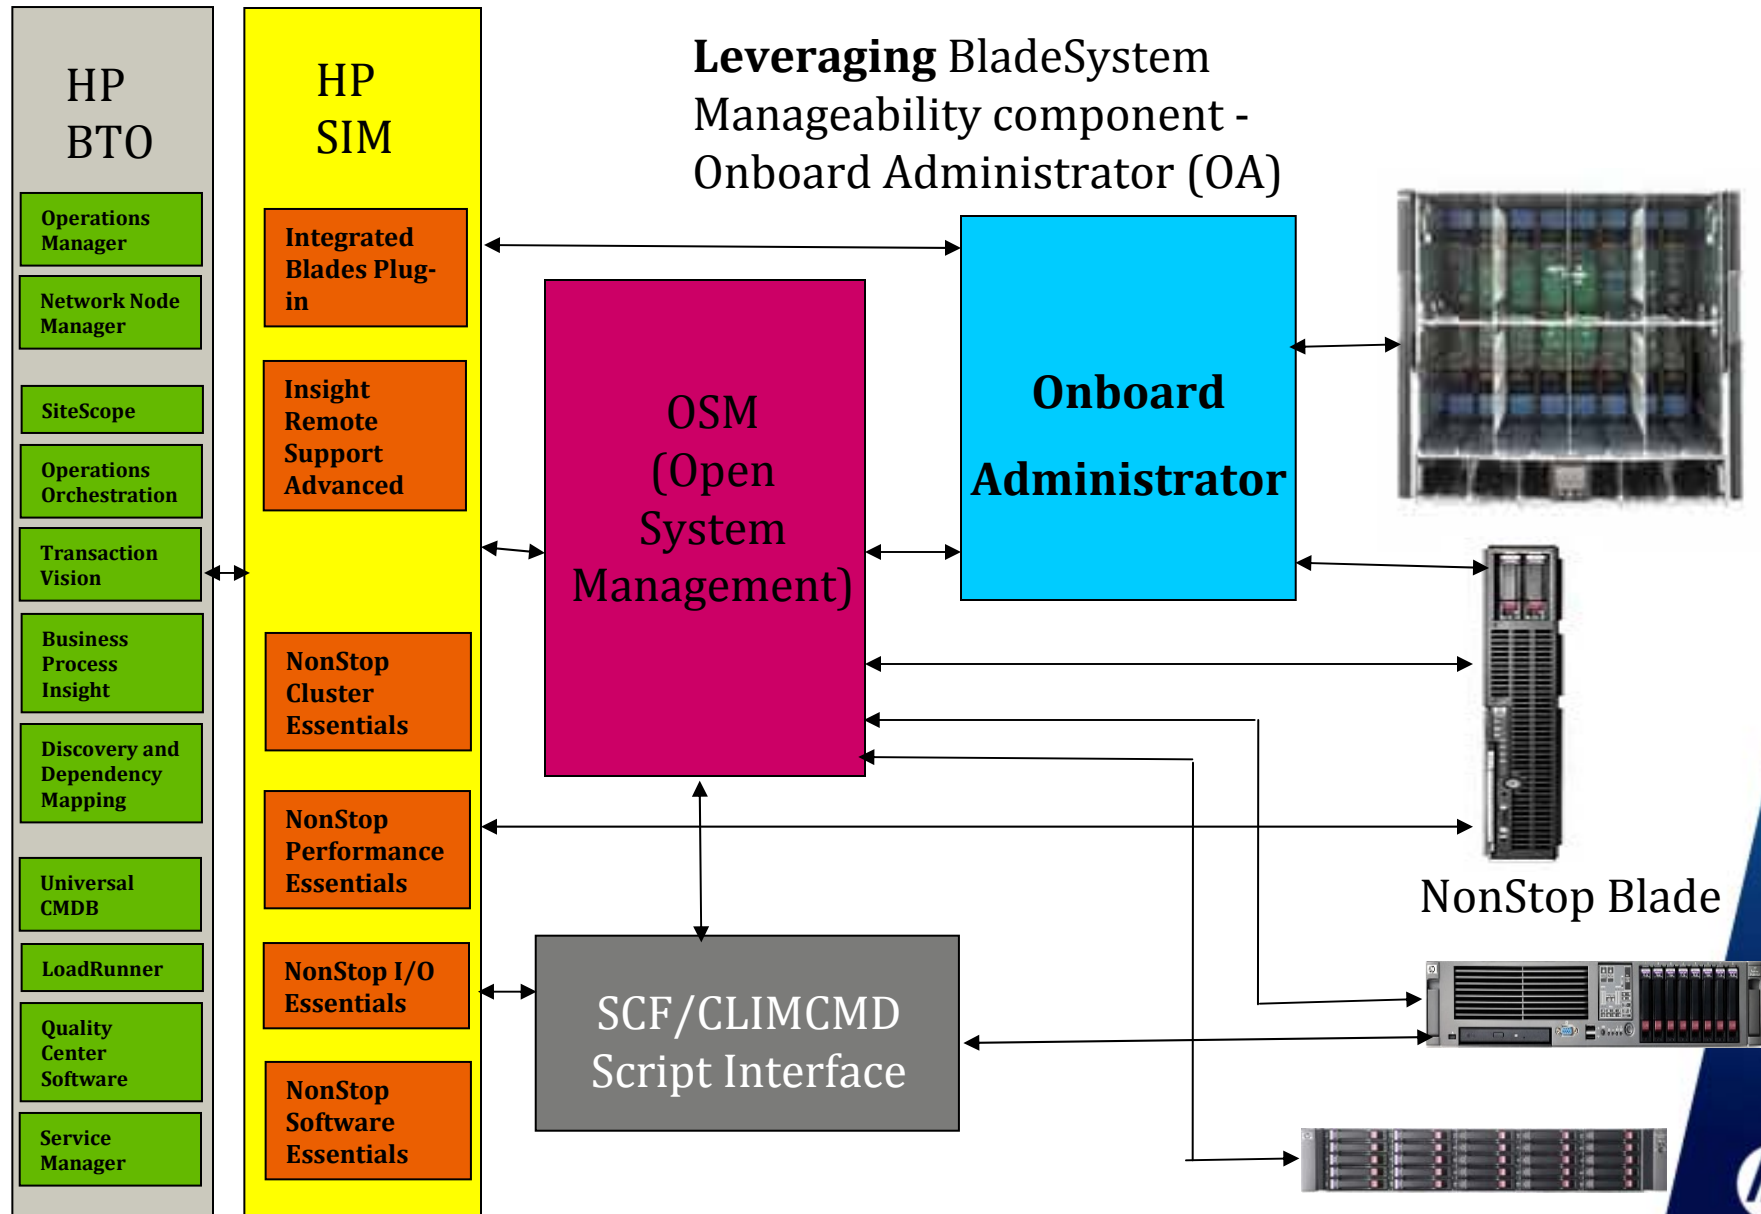 HP
BTO
Operations
Manager
Network Node
Manager
SiteScope
Operations
Orchestration
Transaction
Vision
Business
Process
Insight
Discovery and
Dependency
Mapping
Universal
CMDB
LoadRunner
Quality
Center
Software
Service
Manager
HP
SIM
Integrated
Blades Plug-
in
Insight
Remote
Support
Advanced
NonStop
Cluster
Essentials
NonStop
Performance
Essentials
NonStop I/O
Essentials
NonStop
Software
Essentials
Leveraging BladeSystem
Manageability component -
Onboard Administrator (OA)
OSM
(Open
System
Management)
Onboard
Administrator
SCF/CLIMCMD
Script Interface
NonStop Blade